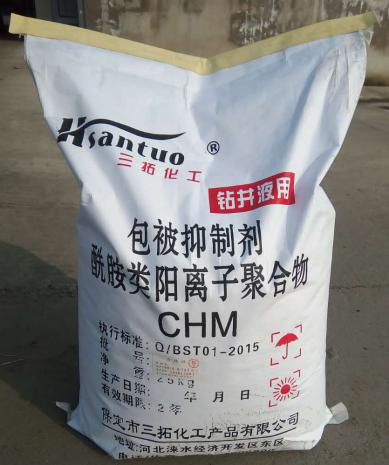 Hsantuo®
三拓化工
钻井液用
包被抑制剂
酰胺类阳离子聚合物
CHM
执行标准：Q/BST01-2015
批 号：
净 重：25kg
生产日期： 年 月 日
有效期限：2年
保定市三拓化工产品有限公司
地址：河北涞水经济开发区东区